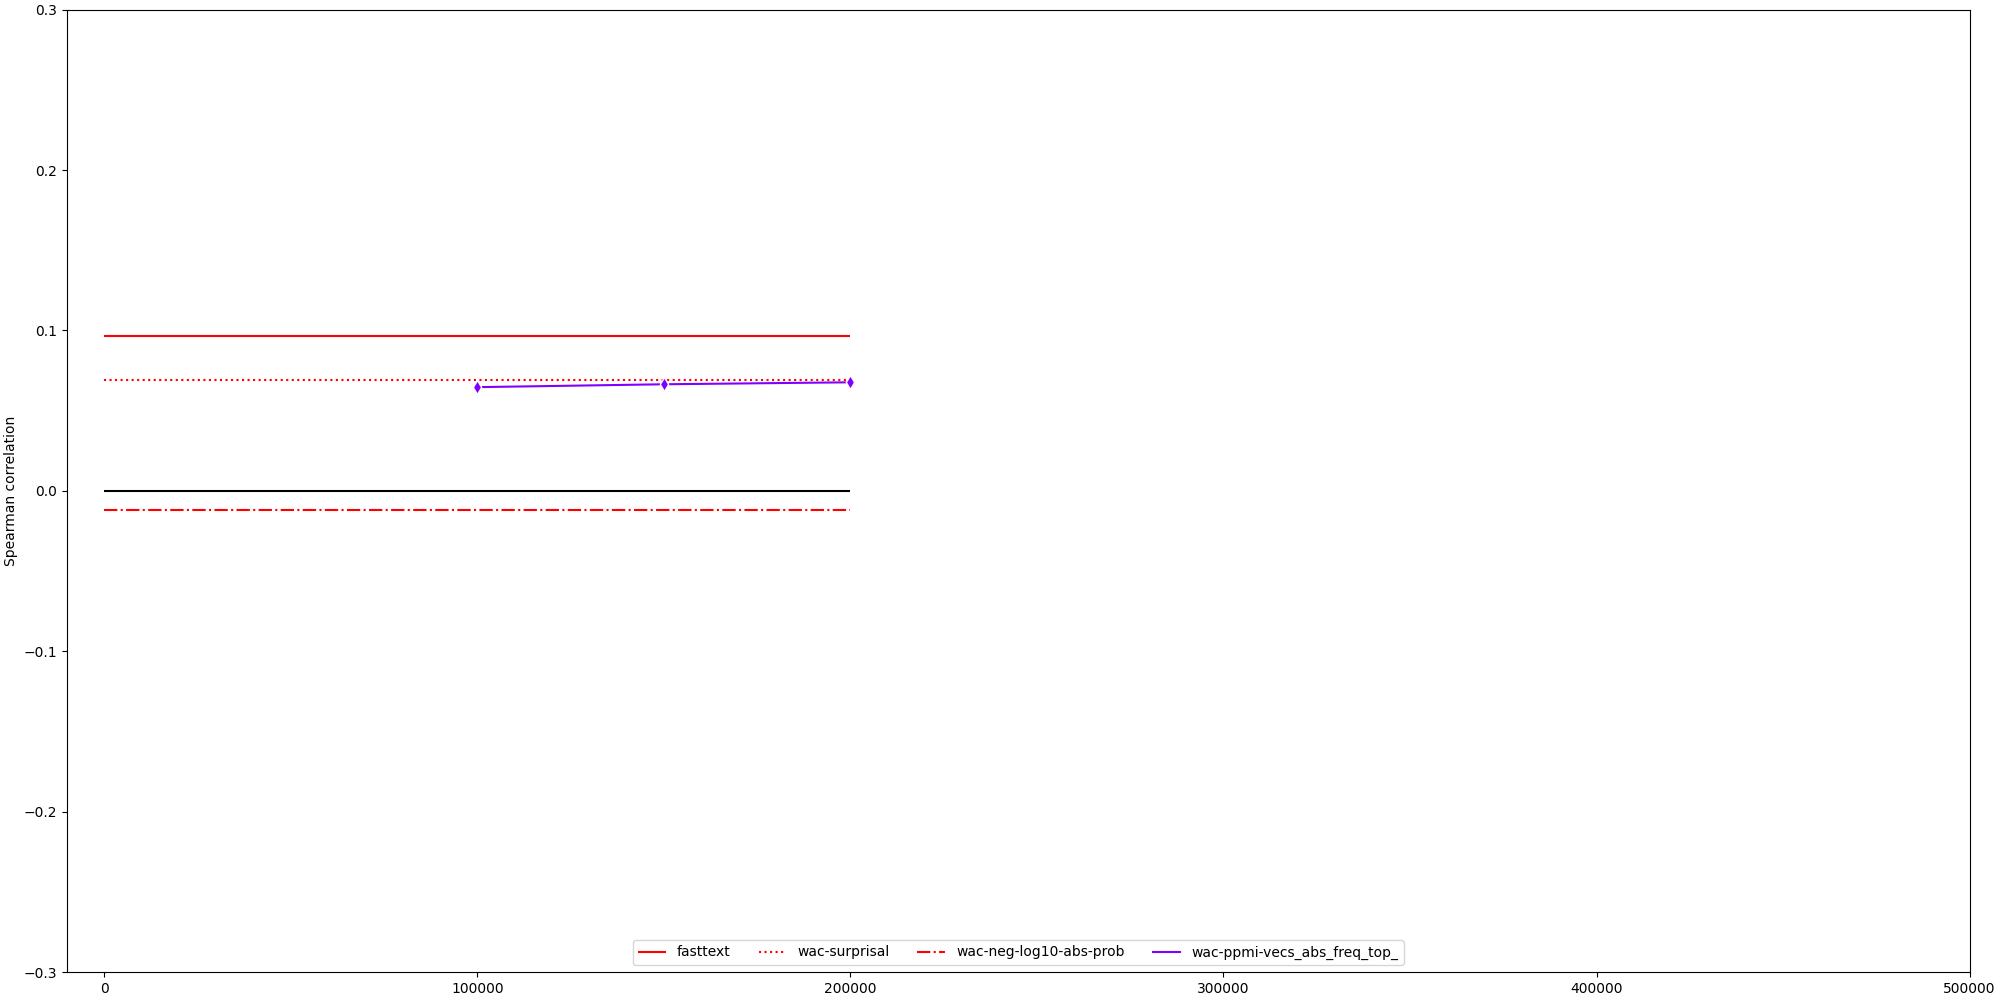 0.3
0.2
0.1
0.0
−0.1
−0.2
−0.3
Spearman correlation
fasttext wac-surprisal wac-neg-log10-abs-prob wac-ppmi-vecs_abs_freq_top_
0 100000 200000 300000 400000 500000